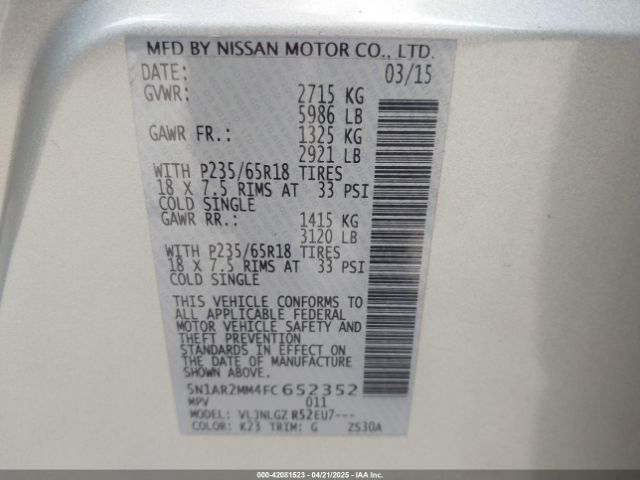 MFD BY NISSAN MOTOR CO., LTD.
DATE: 03/15
GVWR: 2715 KG
5986 LB
GAWR FR.: 1325 KG
2921 LB
WITH P235/65R18 TIRES
18 X 7.5 RIMS AT 33 PSI
COLD SINGLE
GAWR RR.: 1415 KG
3120 LB
WITH P235/65R18 TIRES
18 X 7.5 RIMS AT 33 PSI
COLD SINGLE
THIS VEHICLE CONFORMS TO
ALL APPLICABLE FEDERAL
MOTOR VEHICLE SAFETY AND
THEFT PREVENTION
STANDARDS IN EFFECT ON
THE DATE OF MANUFACTURE
SHOWN ABOVE.
5N1AR2MM4FC652352
MPV 011
MODEL: VLJNLGZ R52EU7---
COLOR: K23 TRIM: G ZS30A
000-42081523 - 04/21/2025 - IAAHTX.COM